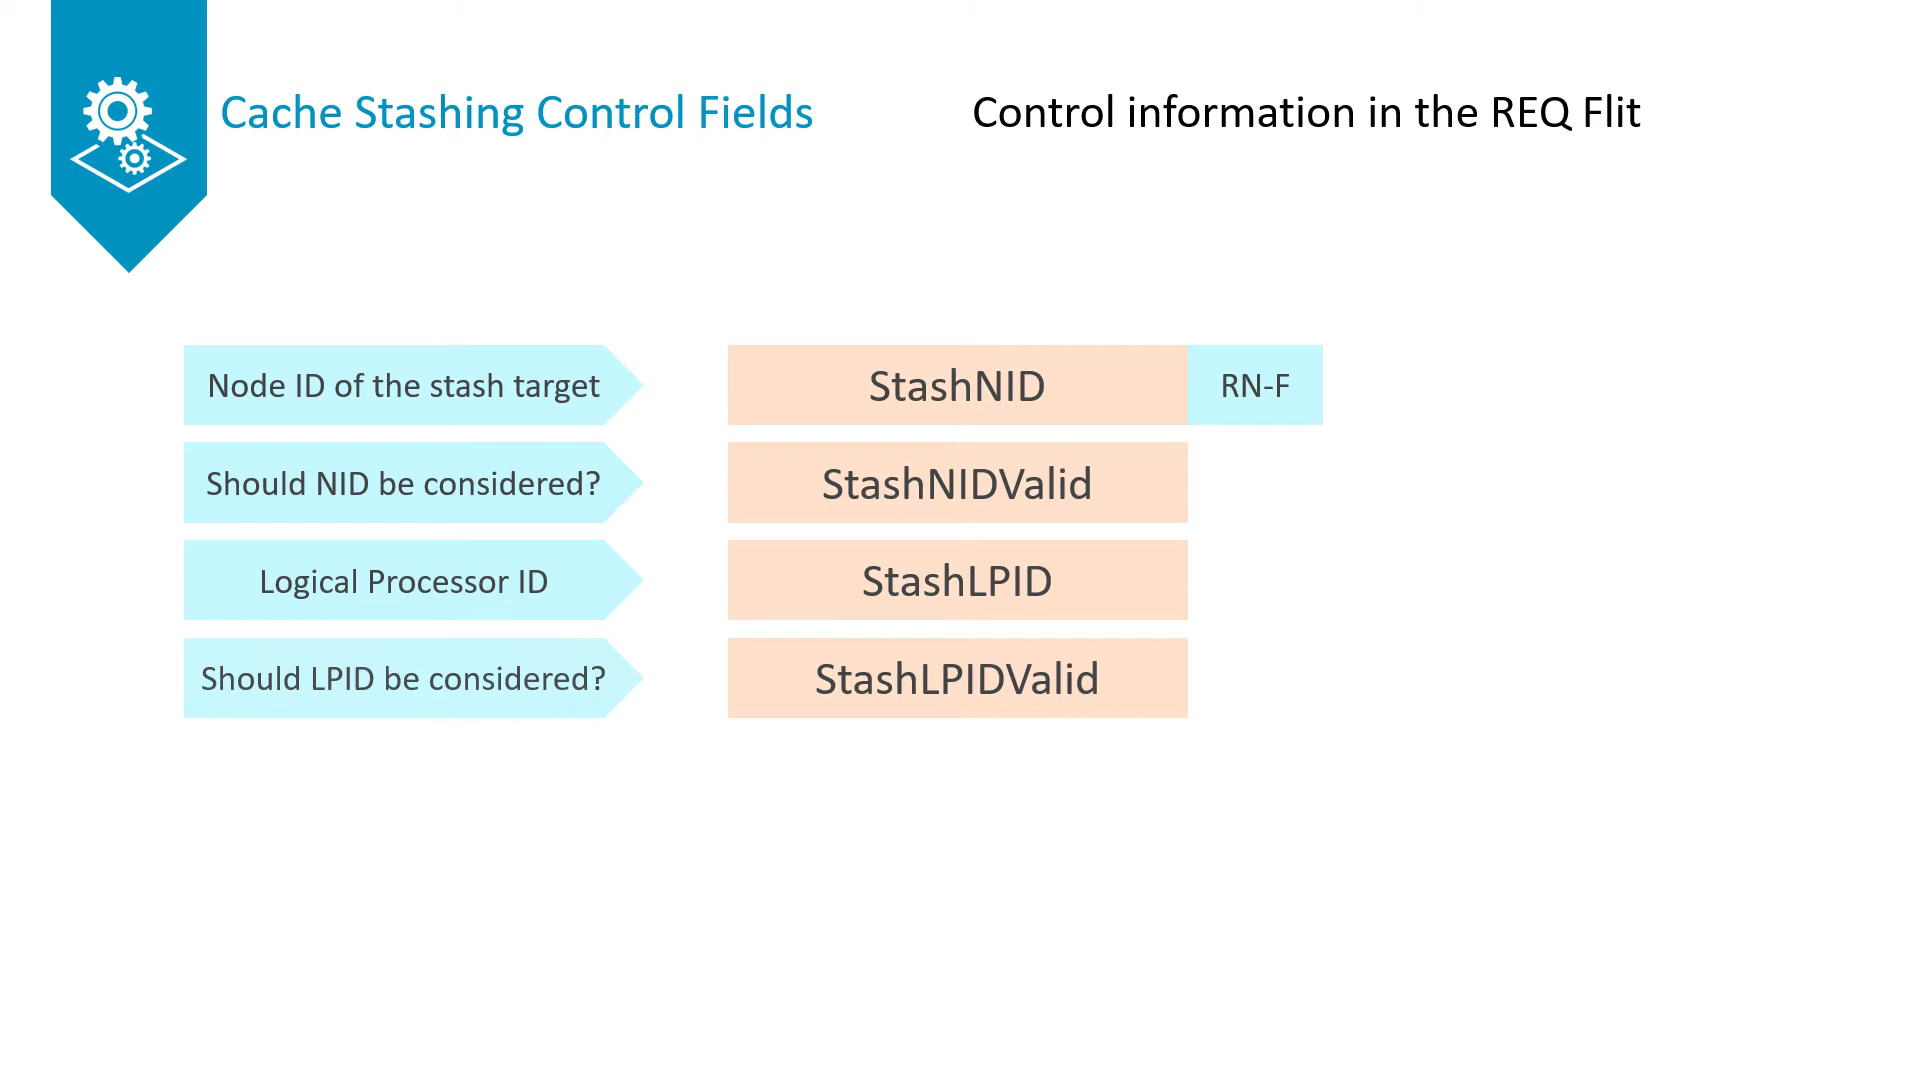 Cache Stashing Control Fields
Control information in the REQ Flit
Node ID of the stash target
StashNID
RN-F
Should NID be considered?
StashNIDValid
Logical Processor ID
StashLPID
Should LPID be considered?
StashLPIDValid